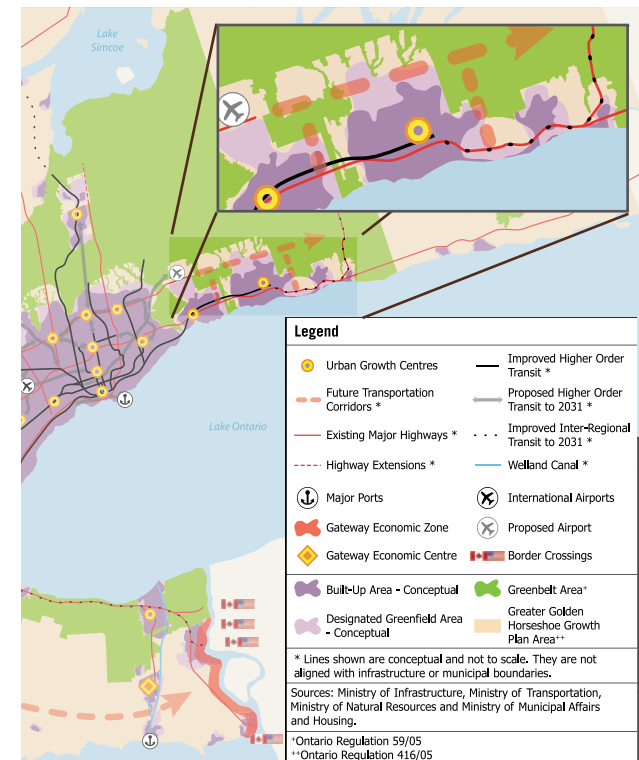 Lake
Simcoe
Lake Ontario
Legend
Urban Growth Centres
Future Transportation
Corridors *
Existing Major Highways *
Highway Extensions *
Major Ports
Gateway Economic Zone
Gateway Economic Centre
Improved Higher Order
Transit *
Proposed Higher Order
Transit to 2031 *
Improved Inter-Regional
Transit to 2031 *
Welland Canal *
International Airports
Proposed Airport
Border Crossings
Built-Up Area - Conceptual
Designated Greenfield Area
- Conceptual
Greenbelt Area+
Greater Golden
Horseshoe Growth
Plan Area++
* Lines shown are conceptual and not to scale. They are not
aligned with infrastructure or municipal boundaries.
Sources: Ministry of Infrastructure, Ministry of Transportation,
Ministry of Natural Resources and Ministry of Municipal Affairs
and Housing.
+Ontario Regulation 59/05
++Ontario Regulation 416/05